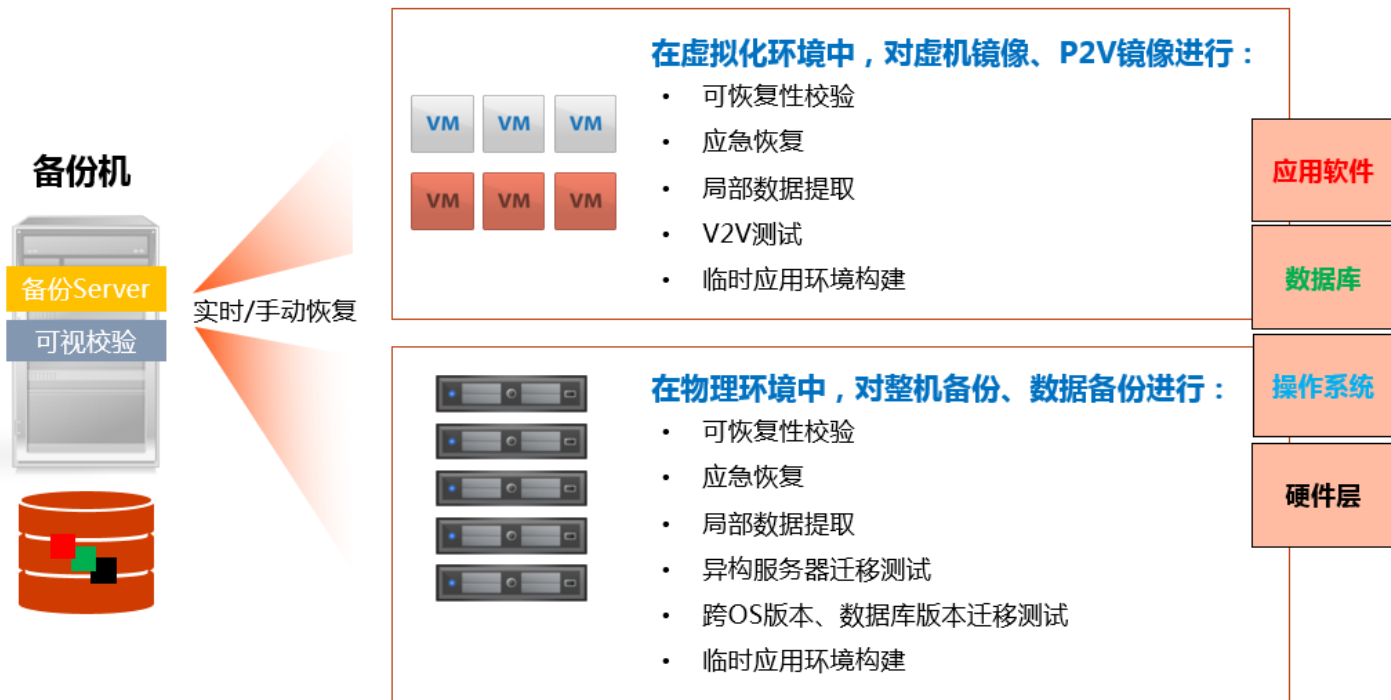 备份机
备份Server
可视校验
实时/手动恢复
VM VM VM
VM VM VM
在虚拟化环境中，对虚机镜像、P2V镜像进行：
• 可恢复性校验
• 应急恢复
• 局部数据提取
• V2V测试
• 临时应用环境构建
在物理环境中，对整机备份、数据备份进行：
• 可恢复性校验
• 应急恢复
• 局部数据提取
• 异构服务器迁移测试
• 跨OS版本、数据库版本迁移测试
• 临时应用环境构建
应用软件
数据库
操作系统
硬件层